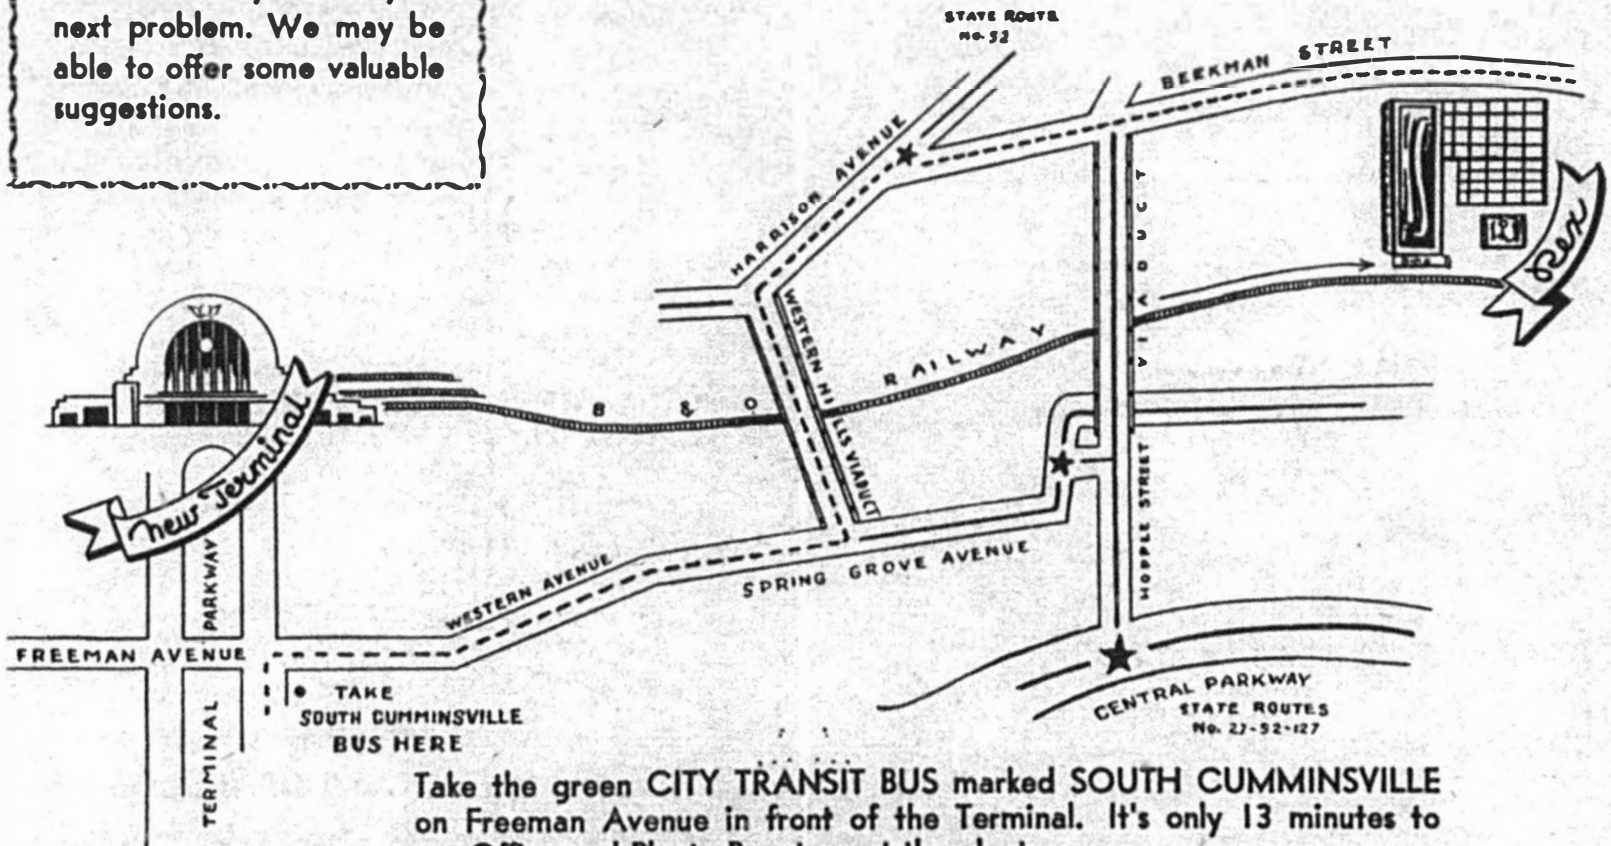 next problem. We may be
able to offer some valuable
suggestions.
STATE ROUTE
No. 52
BEEKMAN STREET
HARRISON AVENUE
VIADUCT
Rex
WESTERN HILLS VIADUCT
B & O RAILWAY
New Terminal
HOPPLE STREET
WESTERN AVENUE
SPRING GROVE AVENUE
PARKWAY
FREEMAN AVENUE
TAKE
SOUTH CUMMINSVILLE
BUS HERE
TERMINAL
CENTRAL PARKWAY
STATE ROUTES
No. 27-52-127
Take the green CITY TRANSIT BUS marked SOUTH CUMMINSVILLE
on Freeman Avenue in front of the Terminal. It's only 13 minutes to